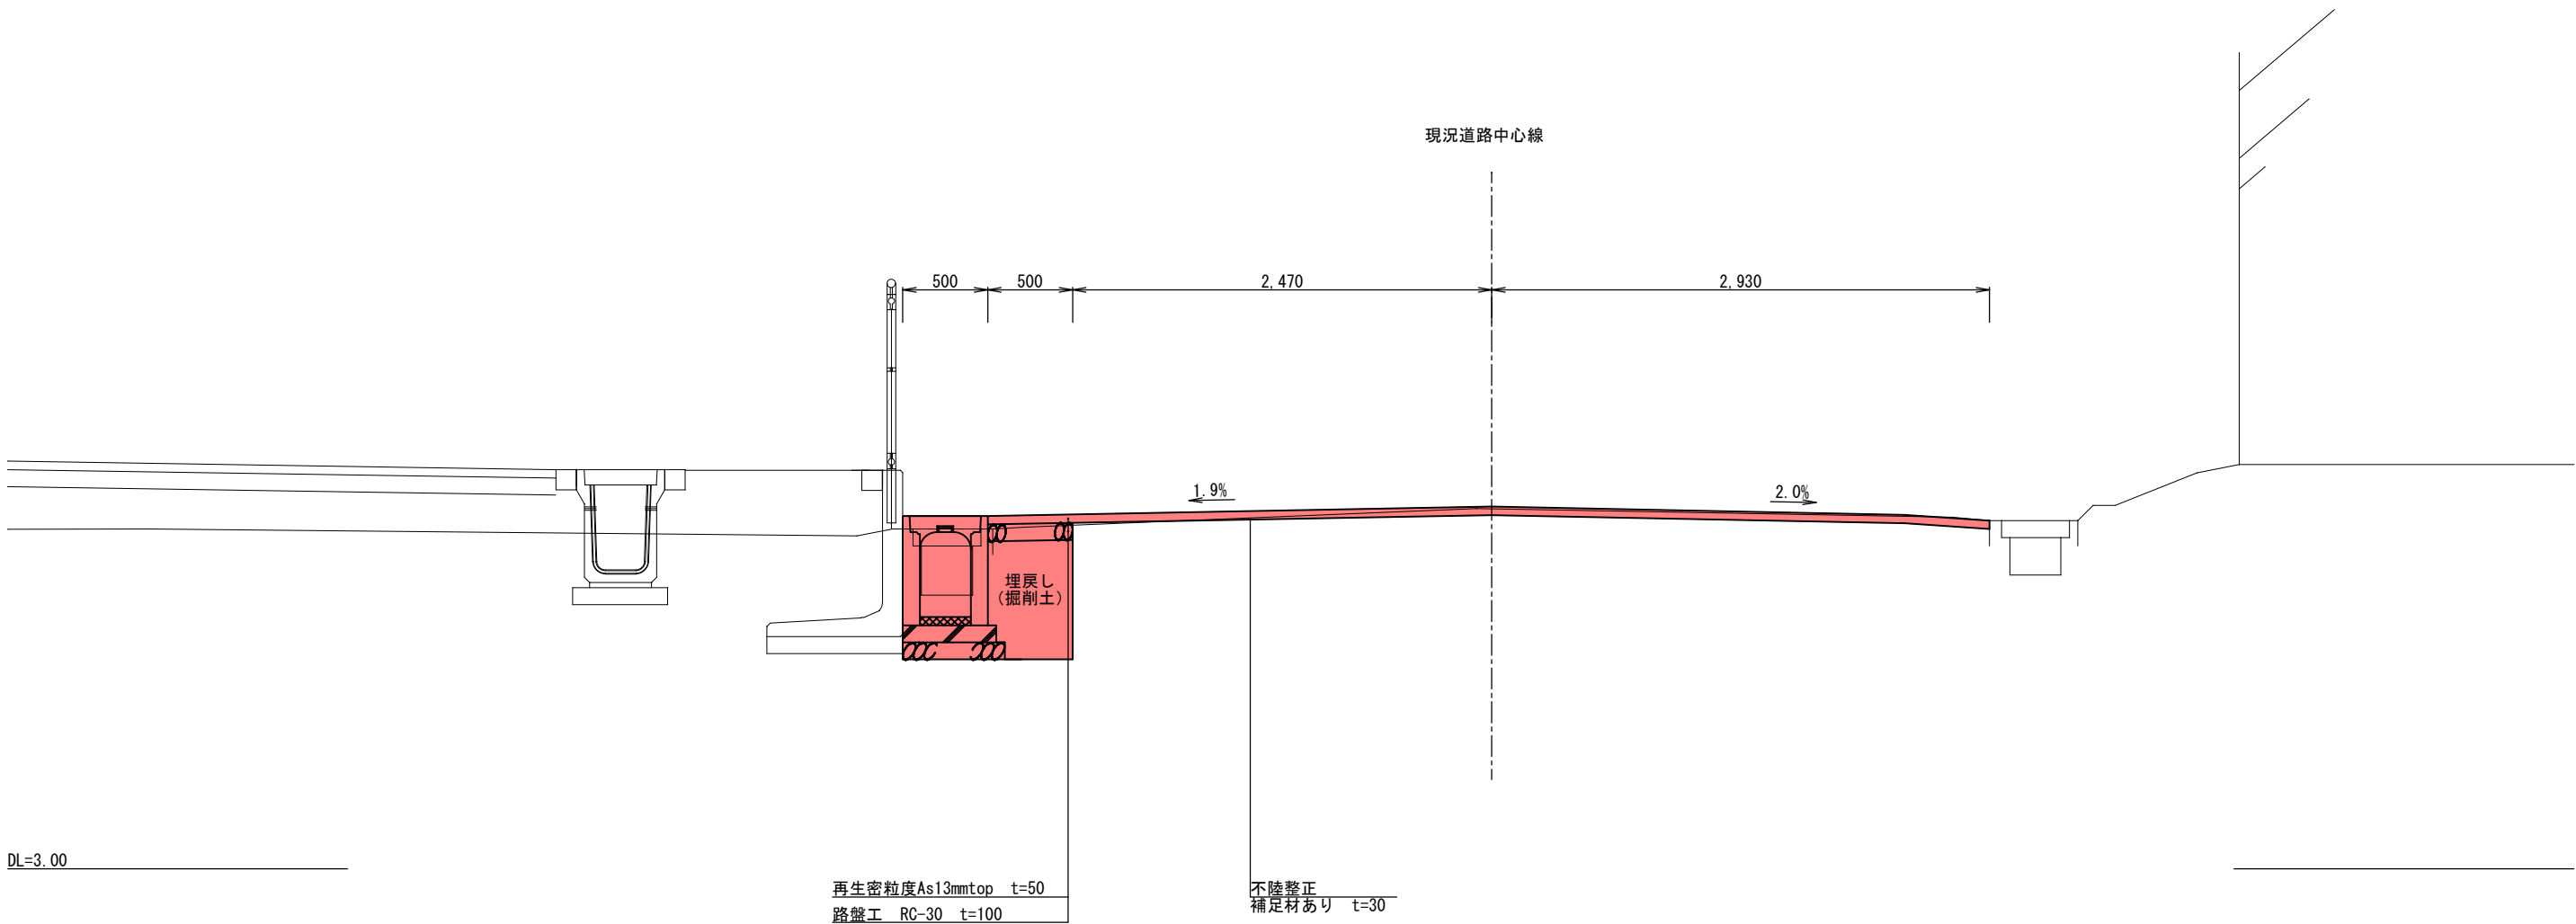 現況道路中心線
500
500
2,470
2,930
1.9%
2.0%
埋戻し
(掘削土)
DL=3.00
再生密粒度As13mmtop t=50
路盤工 RC-30 t=100
不陸整正
補足材あり t=30